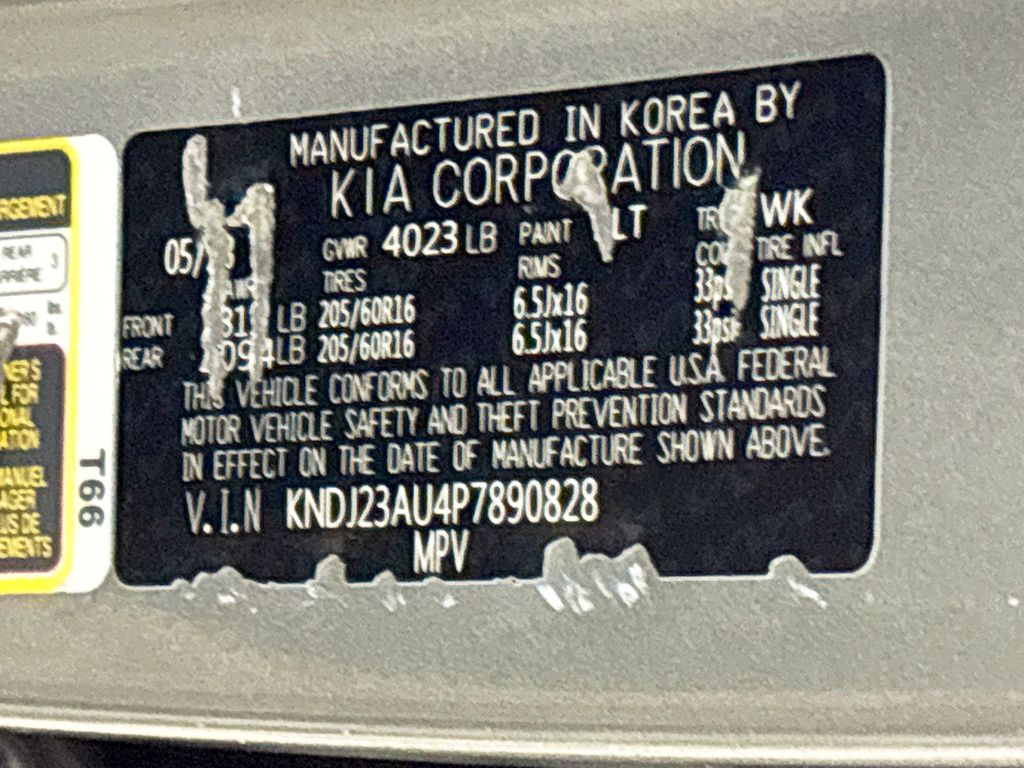 MANUFACTURED IN KOREA BY
KIA CORPORATION
GVWR 4023 LB PAINT LT WK
TIRES RIMS TIRE INFL
FRONT LB 205/60R16 6.5Jx16 33psi SINGLE
REAR LB 205/60R16 6.5Jx16 33psi SINGLE
THIS VEHICLE CONFORMS TO ALL APPLICABLE U.S.A. FEDERAL
MOTOR VEHICLE SAFETY AND THEFT PREVENTION STANDARDS
IN EFFECT ON THE DATE OF MANUFACTURE SHOWN ABOVE.
V.I.N KNDJ23AU4P7890828
MPV
REAR
T66